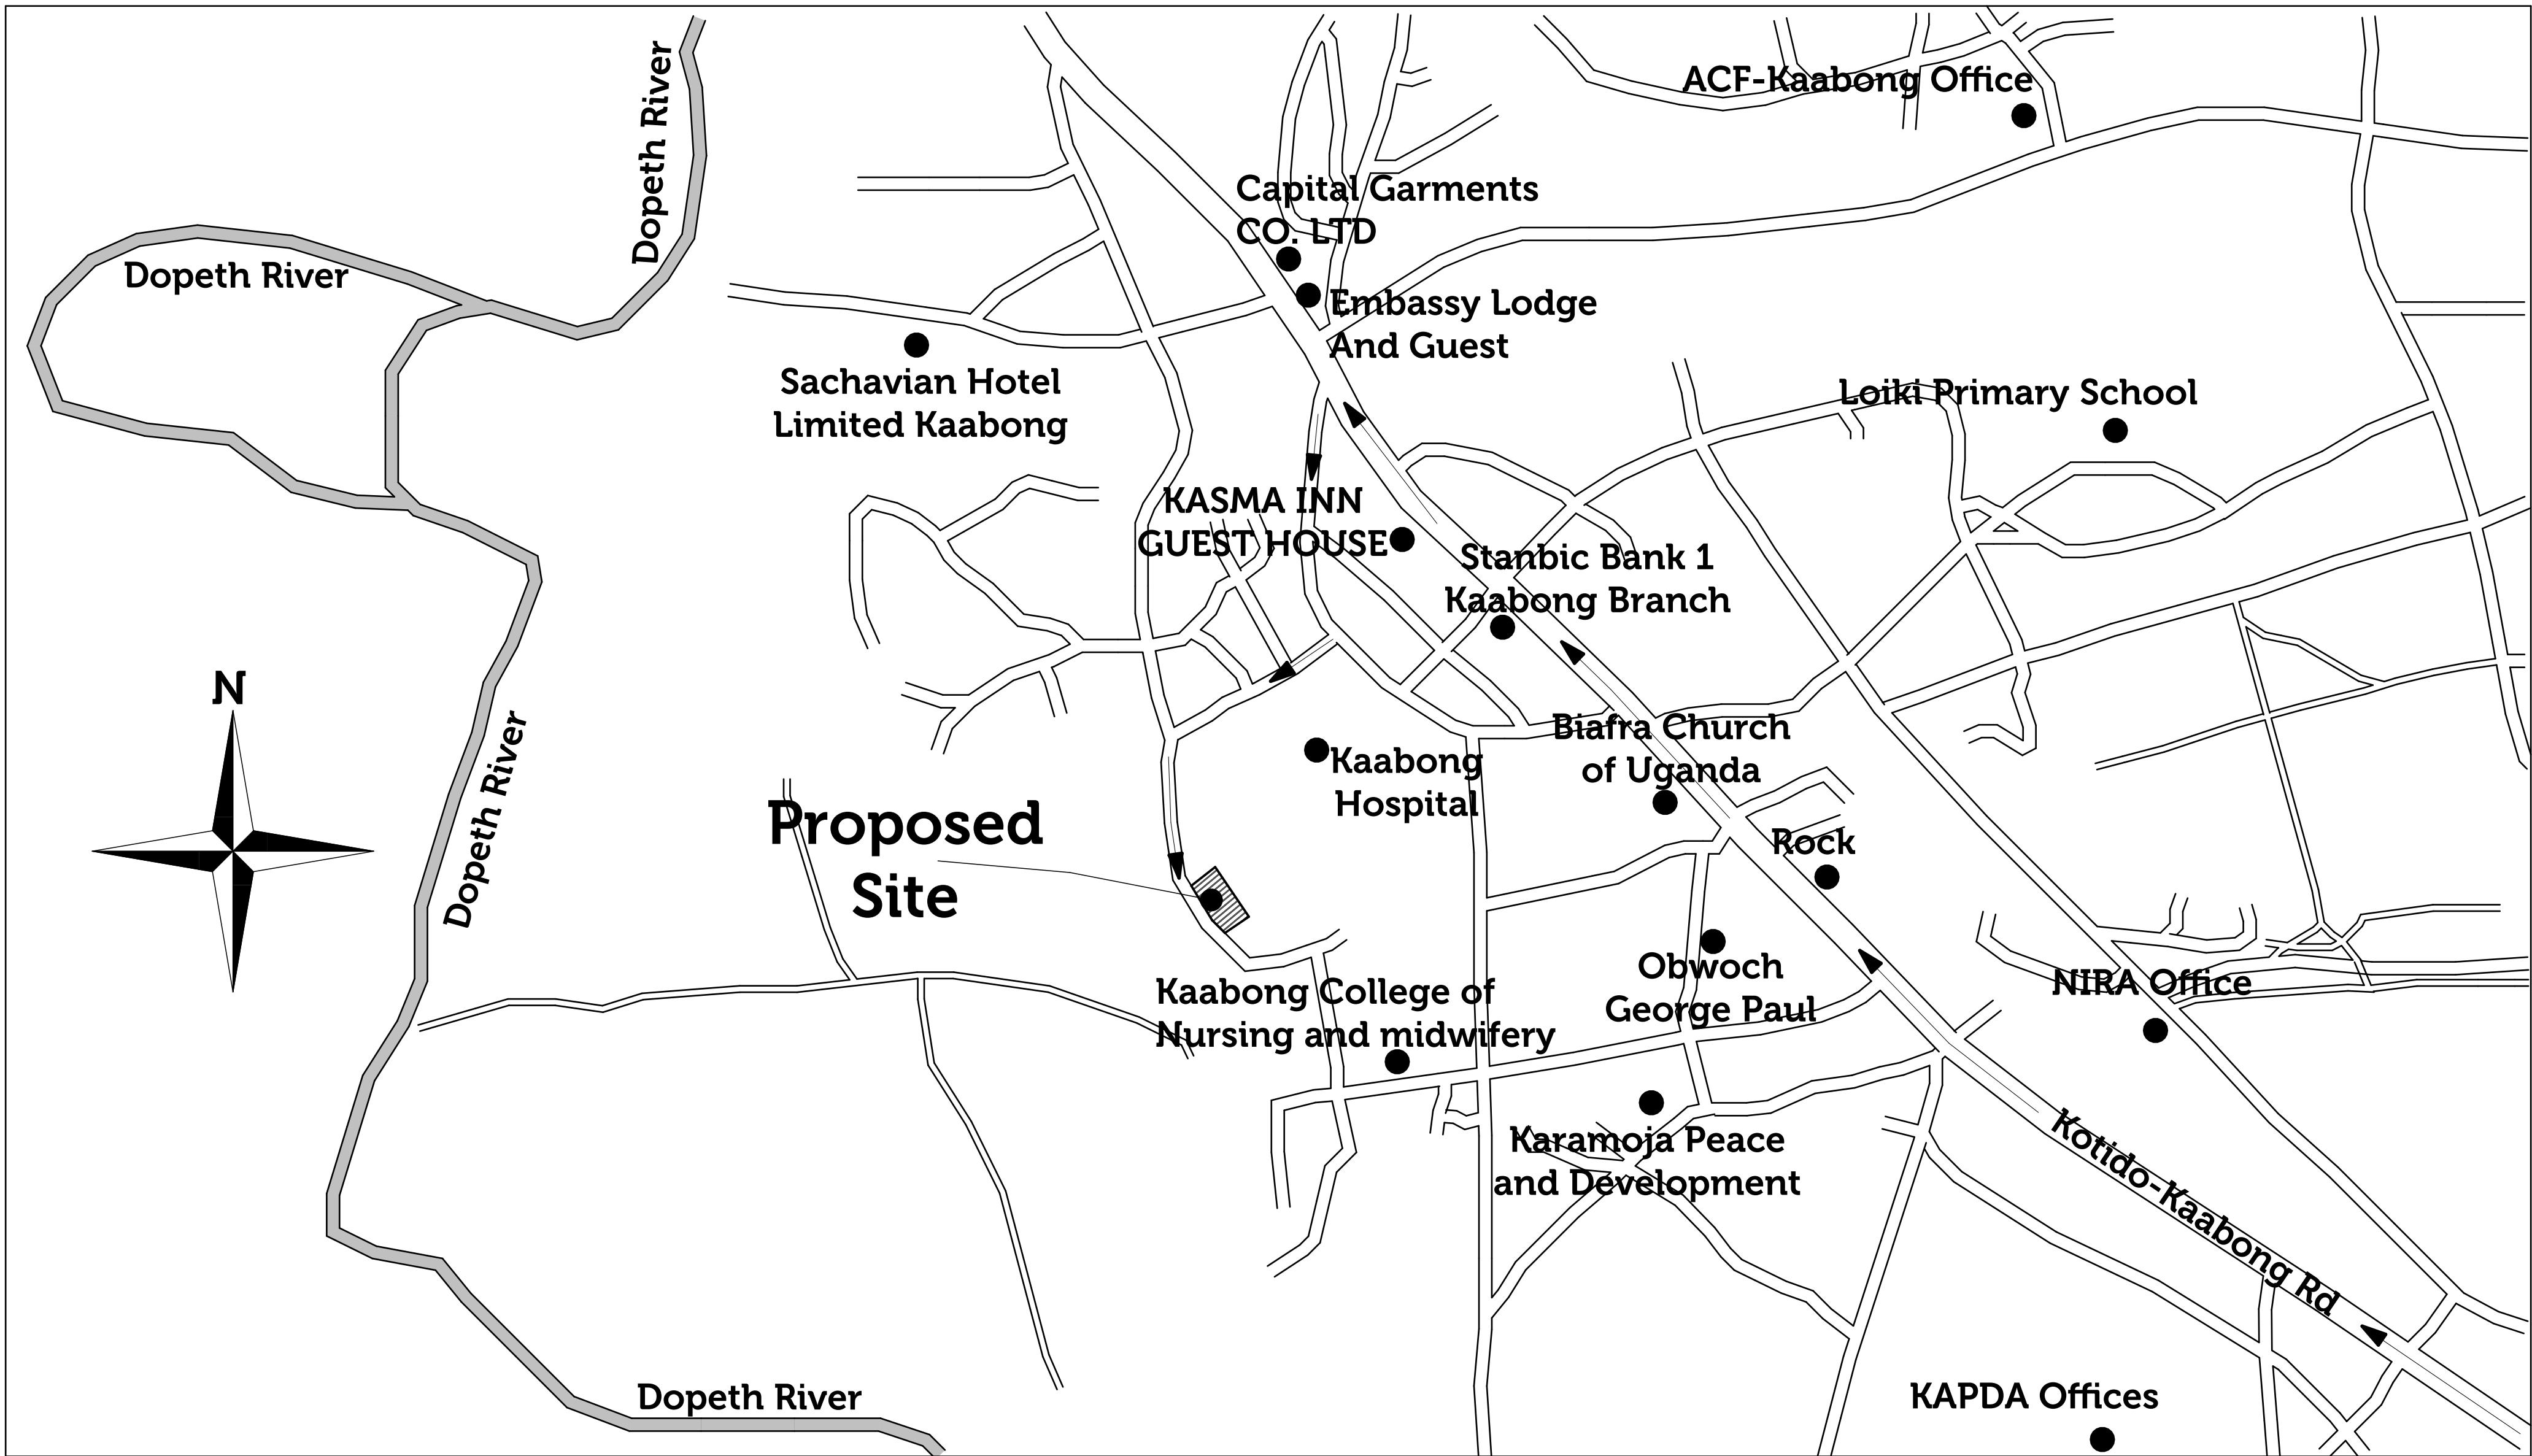 Dopeth River
ACF-Kaabong Office
Capital Garments
CO. LTD
Dopeth River
Embassy Lodge
And Guest
Sachavian Hotel
Limited Kaabong
Loiki Primary School
KASMA INN
GUEST HOUSE
Stanbic Bank 1
Kaabong Branch
N
Biafra Church
of Uganda
Kaabong
Hospital
Dopeth River
Proposed
Site
Rock
Obwoch
George Paul
NIRA Office
Kaabong College of
Nursing and midwifery
Karamoja Peace
and Development
Kotido-Kaabong Rd
Dopeth River
KAPDA Offices